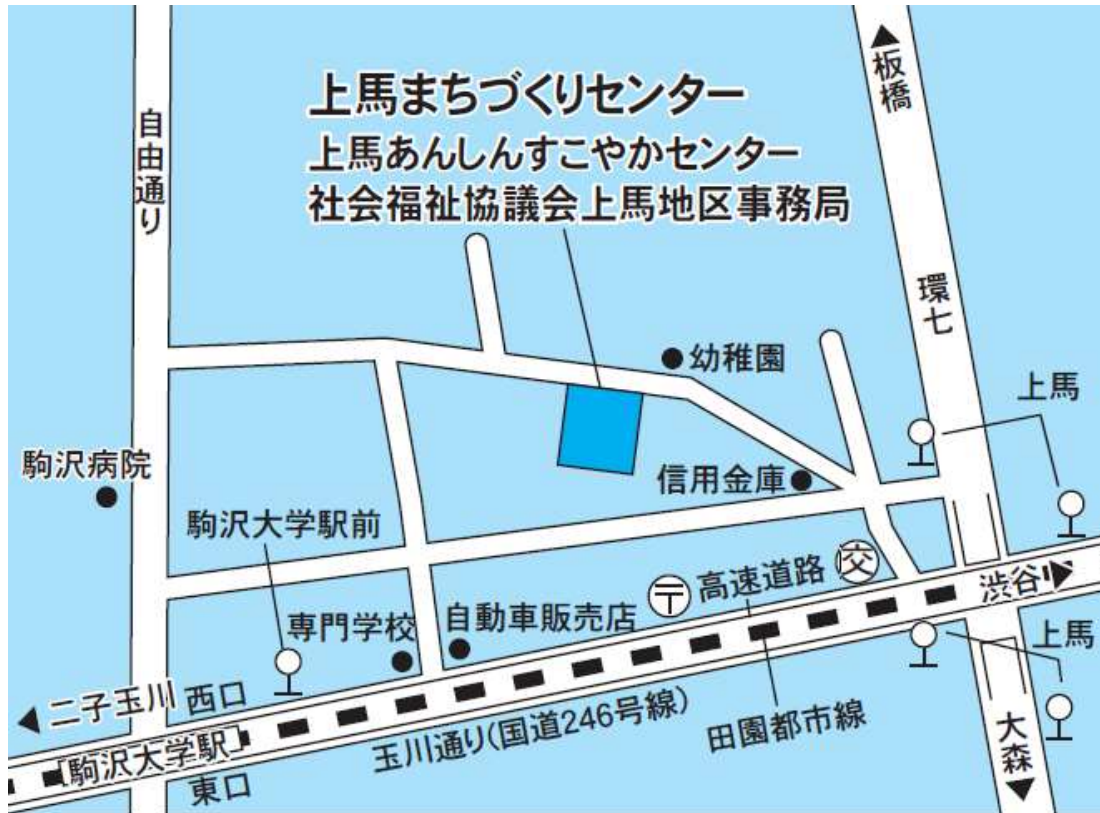 上馬まちづくりセンター
上馬あんしんすこやかセンター
社会福祉協議会上馬地区事務局
板橋
自由通り
環七
幼稚園
上馬
駒沢病院
信用金庫
駒沢大学駅前
〒
高速道路
交
渋谷
専門学校
自動車販売店
上馬
二子玉川
西口
駒沢大学駅
東口
玉川通り(国道246号線)
田園都市線
大森